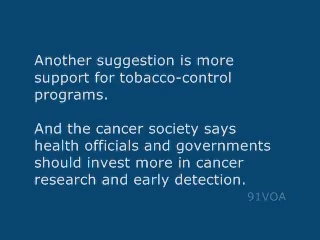 Another suggestion is more
support for tobacco-control
programs.
And the cancer society says
health officials and governments
should invest more in cancer
research and early detection.
91VOA